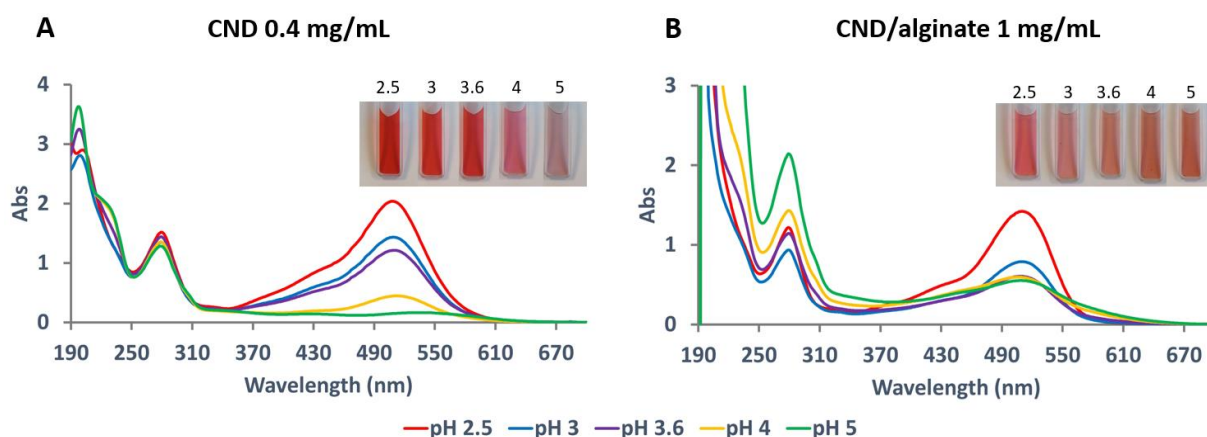 A
CND 0.4 mg/mL
4
3
2
1
0
Abs
2.5 3 3.6 4 5
190 250 310 370 430 490 550 610 670
Wavelength (nm)
B
CND/alginate 1 mg/mL
3
2
1
0
Abs
2.5 3 3.6 4 5
190 250 310 370 430 490 550 610 670
Wavelength (nm)
pH 2.5 pH 3 pH 3.6 pH 4 pH 5